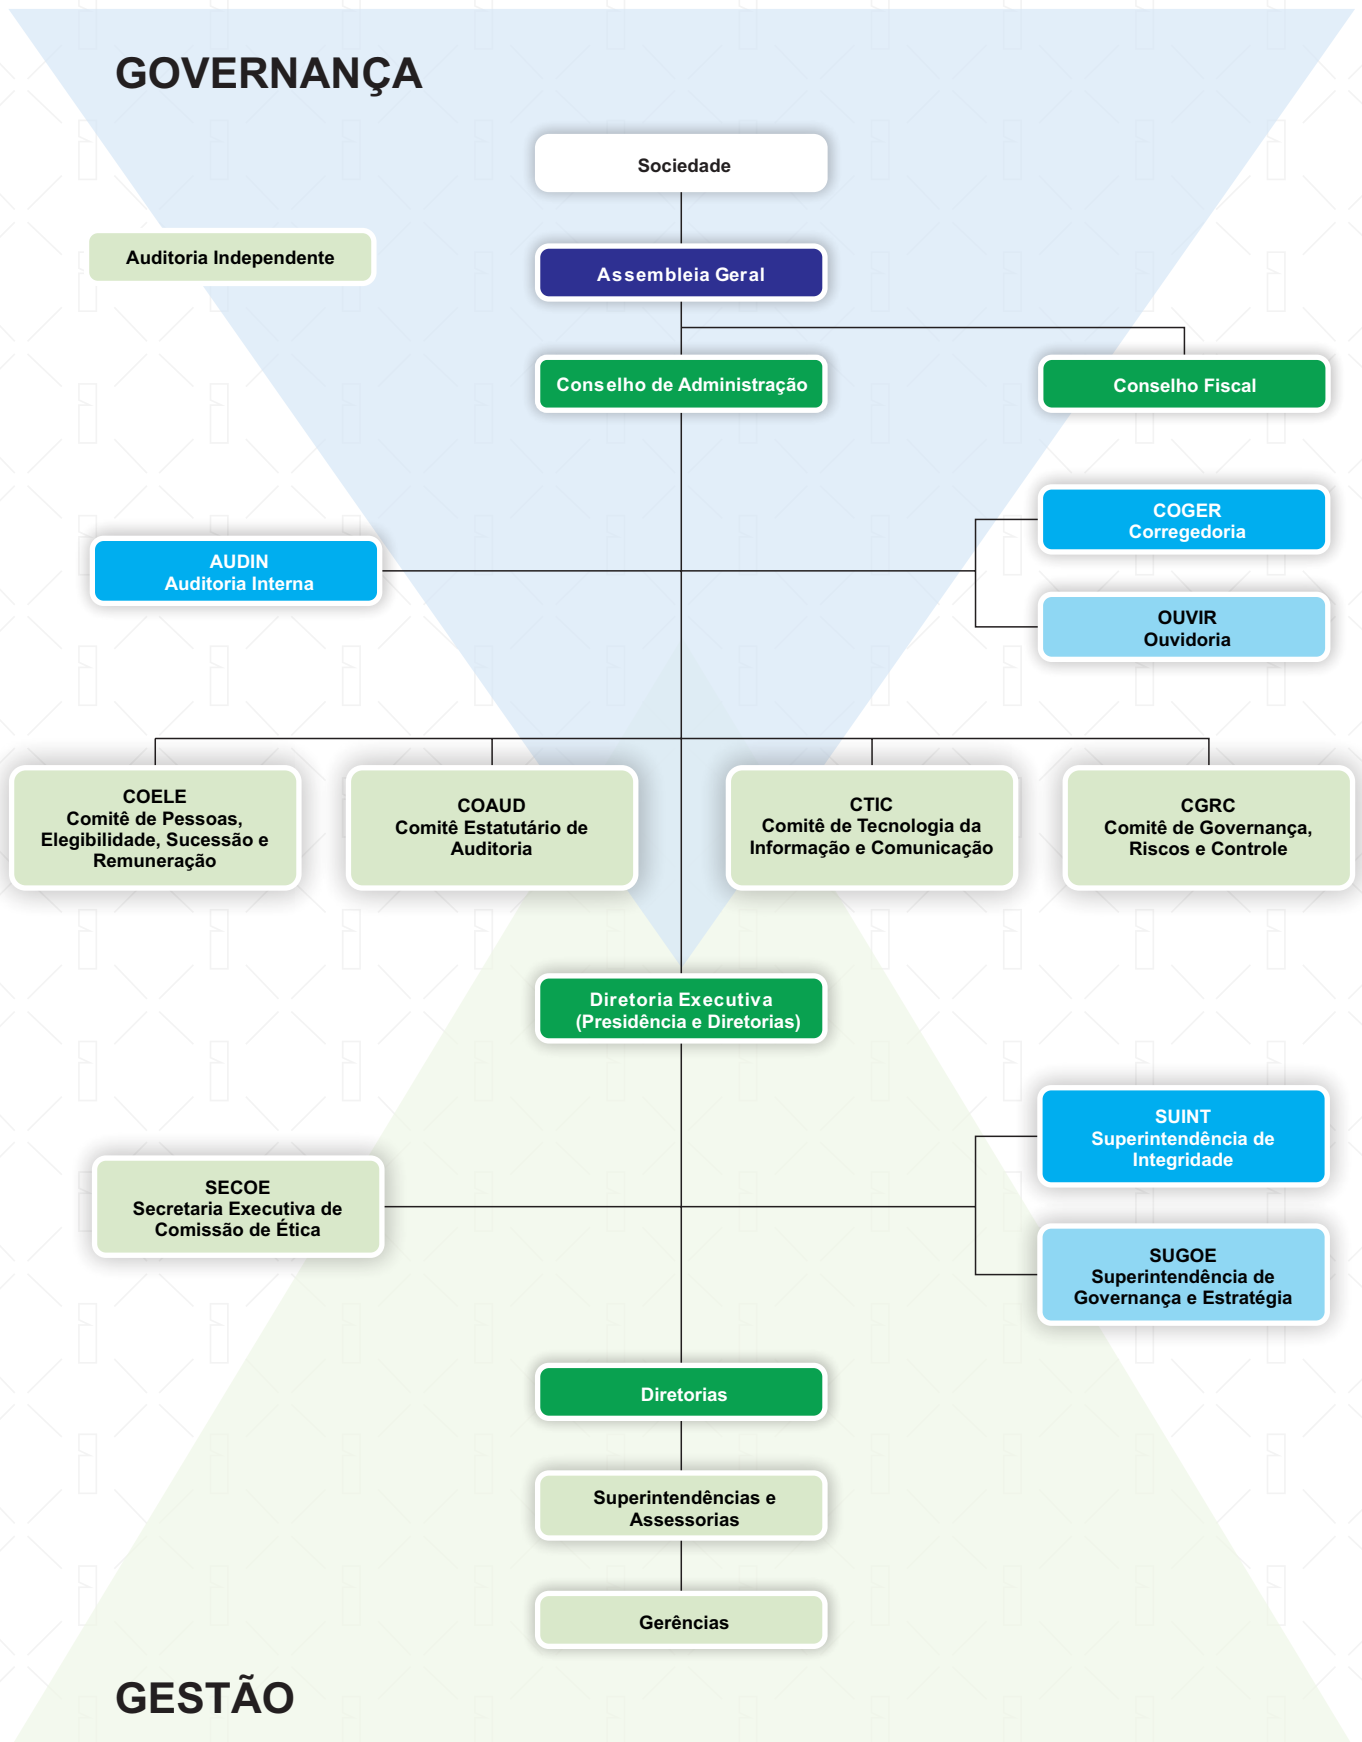 GOVERNANÇA
Sociedade
Auditoria Independente
Assembleia Geral
Conselho de Administração
Conselho Fiscal
COGER
Corregedoria
AUDIN
Auditoria Interna
OUVIR
Ouvidoria
COELE
Comitê de Pessoas,
Elegibilidade, Sucessão e
Remuneração
COAUD
Comitê Estatutário de
Auditoria
CTIC
Comitê de Tecnologia da
Informação e Comunicação
CGRC
Comitê de Governança,
Riscos e Controle
Diretoria Executiva
(Presidência e Diretorias)
SUINT
Superintendência de
Integridade
SECOE
Secretaria Executiva de
Comissão de Ética
SUGOE
Superintendência de
Governança e Estratégia
Diretorias
Superintendências e
Assessorias
Gerências
GESTÃO